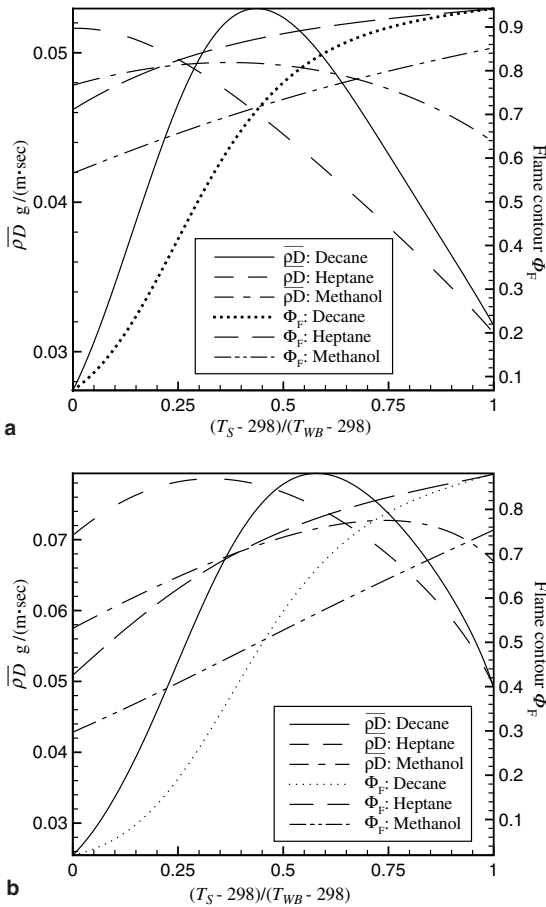 0.05
0.04
0.03
ρD g/(m·sec)
0.9
0.8
0.7
0.6
0.5
0.4
0.3
0.2
0.1
Flame contour Φ_F
ρD: Decane
ρD: Heptane
ρD: Methanol
Φ_F: Decane
Φ_F: Heptane
Φ_F: Methanol
0 0.25 0.5 0.75 1
a (T_S - 298)/(T_WB - 298)
0.07
0.06
0.05
0.04
0.03
ρD g/(m·sec)
0.8
0.7
0.6
0.5
0.4
0.3
0.2
0.1
Flame contour Φ_F
ρD: Decane
ρD: Heptane
ρD: Methanol
Φ_F: Decane
Φ_F: Heptane
Φ_F: Methanol
0 0.25 0.5 0.75 1
b (T_S - 298)/(T_WB - 298)